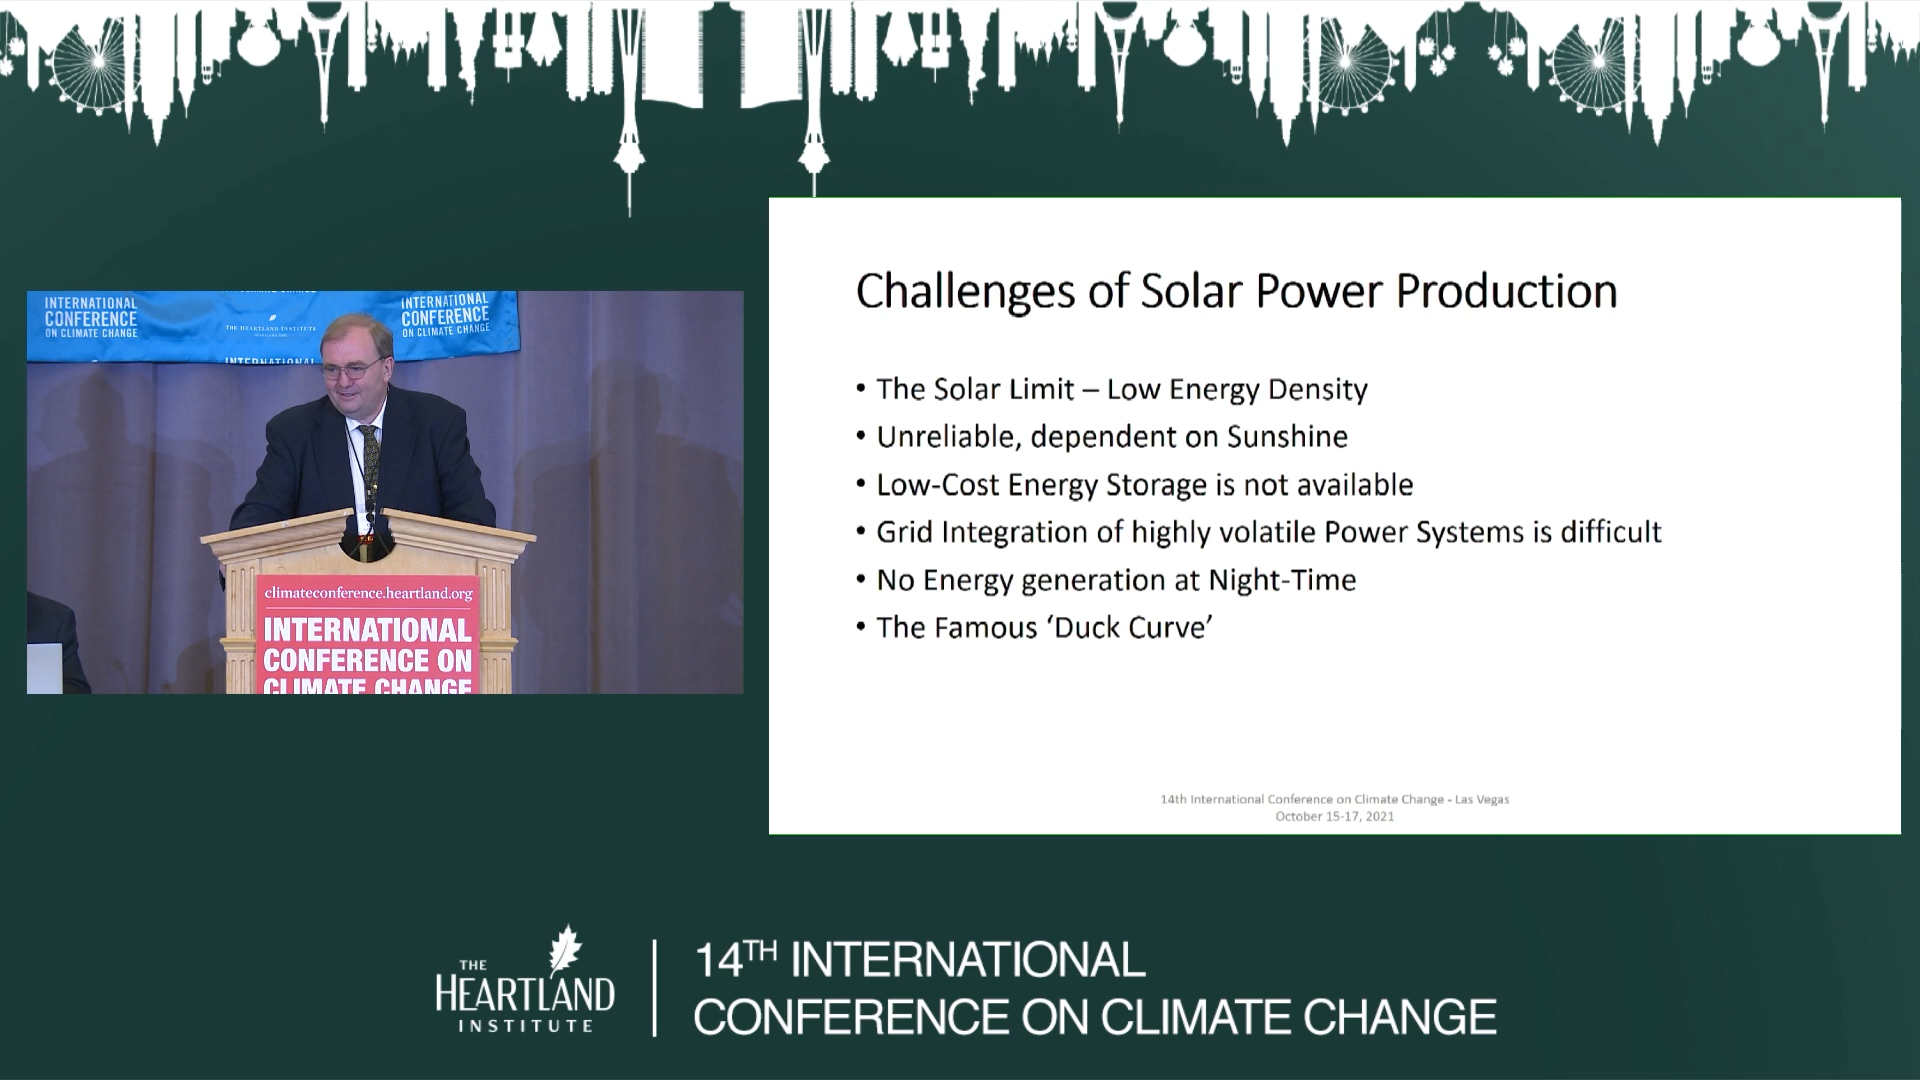 INTERNATIONAL
CONFERENCE
ON CLIMATE CHANGE
THE HEARTLAND INSTITUTE
INTERNATIONAL
INTERNATIONAL
CONFERENCE
ON CLIMATE CHANGE
climateconference.heartland.org
INTERNATIONAL
CONFERENCE ON
CLIMATE CHANGE
Challenges of Solar Power Production
• The Solar Limit – Low Energy Density
• Unreliable, dependent on Sunshine
• Low-Cost Energy Storage is not available
• Grid Integration of highly volatile Power Systems is difficult
• No Energy generation at Night-Time
• The Famous ‘Duck Curve’
14th International Conference on Climate Change - Las Vegas
October 15-17, 2021
THE
HEARTLAND
INSTITUTE
14TH INTERNATIONAL
CONFERENCE ON CLIMATE CHANGE